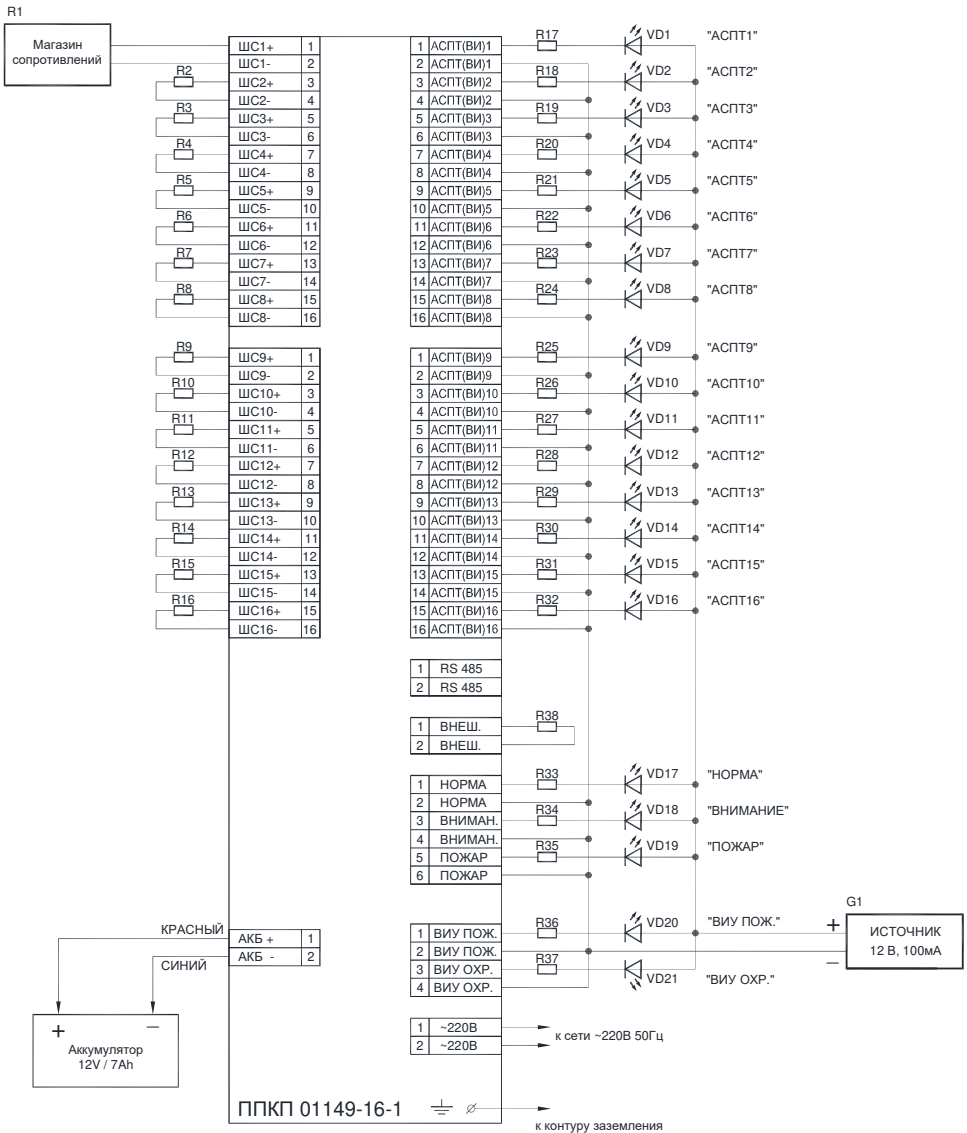 R1
Магазин
сопротивлений
ШС1+ 1
ШС1- 2
R2 ШС2+ 3
ШС2- 4
R3 ШС3+ 5
ШС3- 6
R4 ШС4+ 7
ШС4- 8
R5 ШС5+ 9
ШС5- 10
R6 ШС6+ 11
ШС6- 12
R7 ШС7+ 13
ШС7- 14
R8 ШС8+ 15
ШС8- 16
R9 ШС9+ 1
ШС9- 2
R10 ШС10+ 3
ШС10- 4
R11 ШС11+ 5
ШС11- 6
R12 ШС12+ 7
ШС12- 8
R13 ШС13+ 9
ШС13- 10
R14 ШС14+ 11
ШС14- 12
R15 ШС15+ 13
ШС15- 14
R16 ШС16+ 15
ШС16- 16
1 АСПТ(ВИ)1 R17 VD1 "АСПТ1"
2 АСПТ(ВИ)1
3 АСПТ(ВИ)2 R18 VD2 "АСПТ2"
4 АСПТ(ВИ)2
5 АСПТ(ВИ)3 R19 VD3 "АСПТ3"
6 АСПТ(ВИ)3
7 АСПТ(ВИ)4 R20 VD4 "АСПТ4"
8 АСПТ(ВИ)4
9 АСПТ(ВИ)5 R21 VD5 "АСПТ5"
10 АСПТ(ВИ)5
11 АСПТ(ВИ)6 R22 VD6 "АСПТ6"
12 АСПТ(ВИ)6
13 АСПТ(ВИ)7 R23 VD7 "АСПТ7"
14 АСПТ(ВИ)7
15 АСПТ(ВИ)8 R24 VD8 "АСПТ8"
16 АСПТ(ВИ)8
1 АСПТ(ВИ)9 R25 VD9 "АСПТ9"
2 АСПТ(ВИ)9
3 АСПТ(ВИ)10 R26 VD10 "АСПТ10"
4 АСПТ(ВИ)10
5 АСПТ(ВИ)11 R27 VD11 "АСПТ11"
6 АСПТ(ВИ)11
7 АСПТ(ВИ)12 R28 VD12 "АСПТ12"
8 АСПТ(ВИ)12
9 АСПТ(ВИ)13 R29 VD13 "АСПТ13"
10 АСПТ(ВИ)13
11 АСПТ(ВИ)14 R30 VD14 "АСПТ14"
12 АСПТ(ВИ)14
13 АСПТ(ВИ)15 R31 VD15 "АСПТ15"
14 АСПТ(ВИ)15
15 АСПТ(ВИ)16 R32 VD16 "АСПТ16"
16 АСПТ(ВИ)16
1 RS 485
2 RS 485
1 ВНЕШ. R38
2 ВНЕШ.
1 НОРМА R33 VD17 "НОРМА"
2 НОРМА
3 ВНИМАН. R34 VD18 "ВНИМАНИЕ"
4 ВНИМАН.
5 ПОЖАР R35 VD19 "ПОЖАР"
6 ПОЖАР
1 ВИУ ПОЖ. R36 VD20 "ВИУ ПОЖ."
2 ВИУ ПОЖ.
3 ВИУ ОХР. R37 VD21 "ВИУ ОХР."
4 ВИУ ОХР.
G1
+ ИСТОЧНИК
– 12 В, 100мА
КРАСНЫЙ АКБ + 1
СИНИЙ АКБ - 2
+ –
Аккумулятор
12V / 7Ah
1 ~220В
2 ~220В
к сети ~220В 50Гц
ППКП 01149-16-1
к контуру заземления